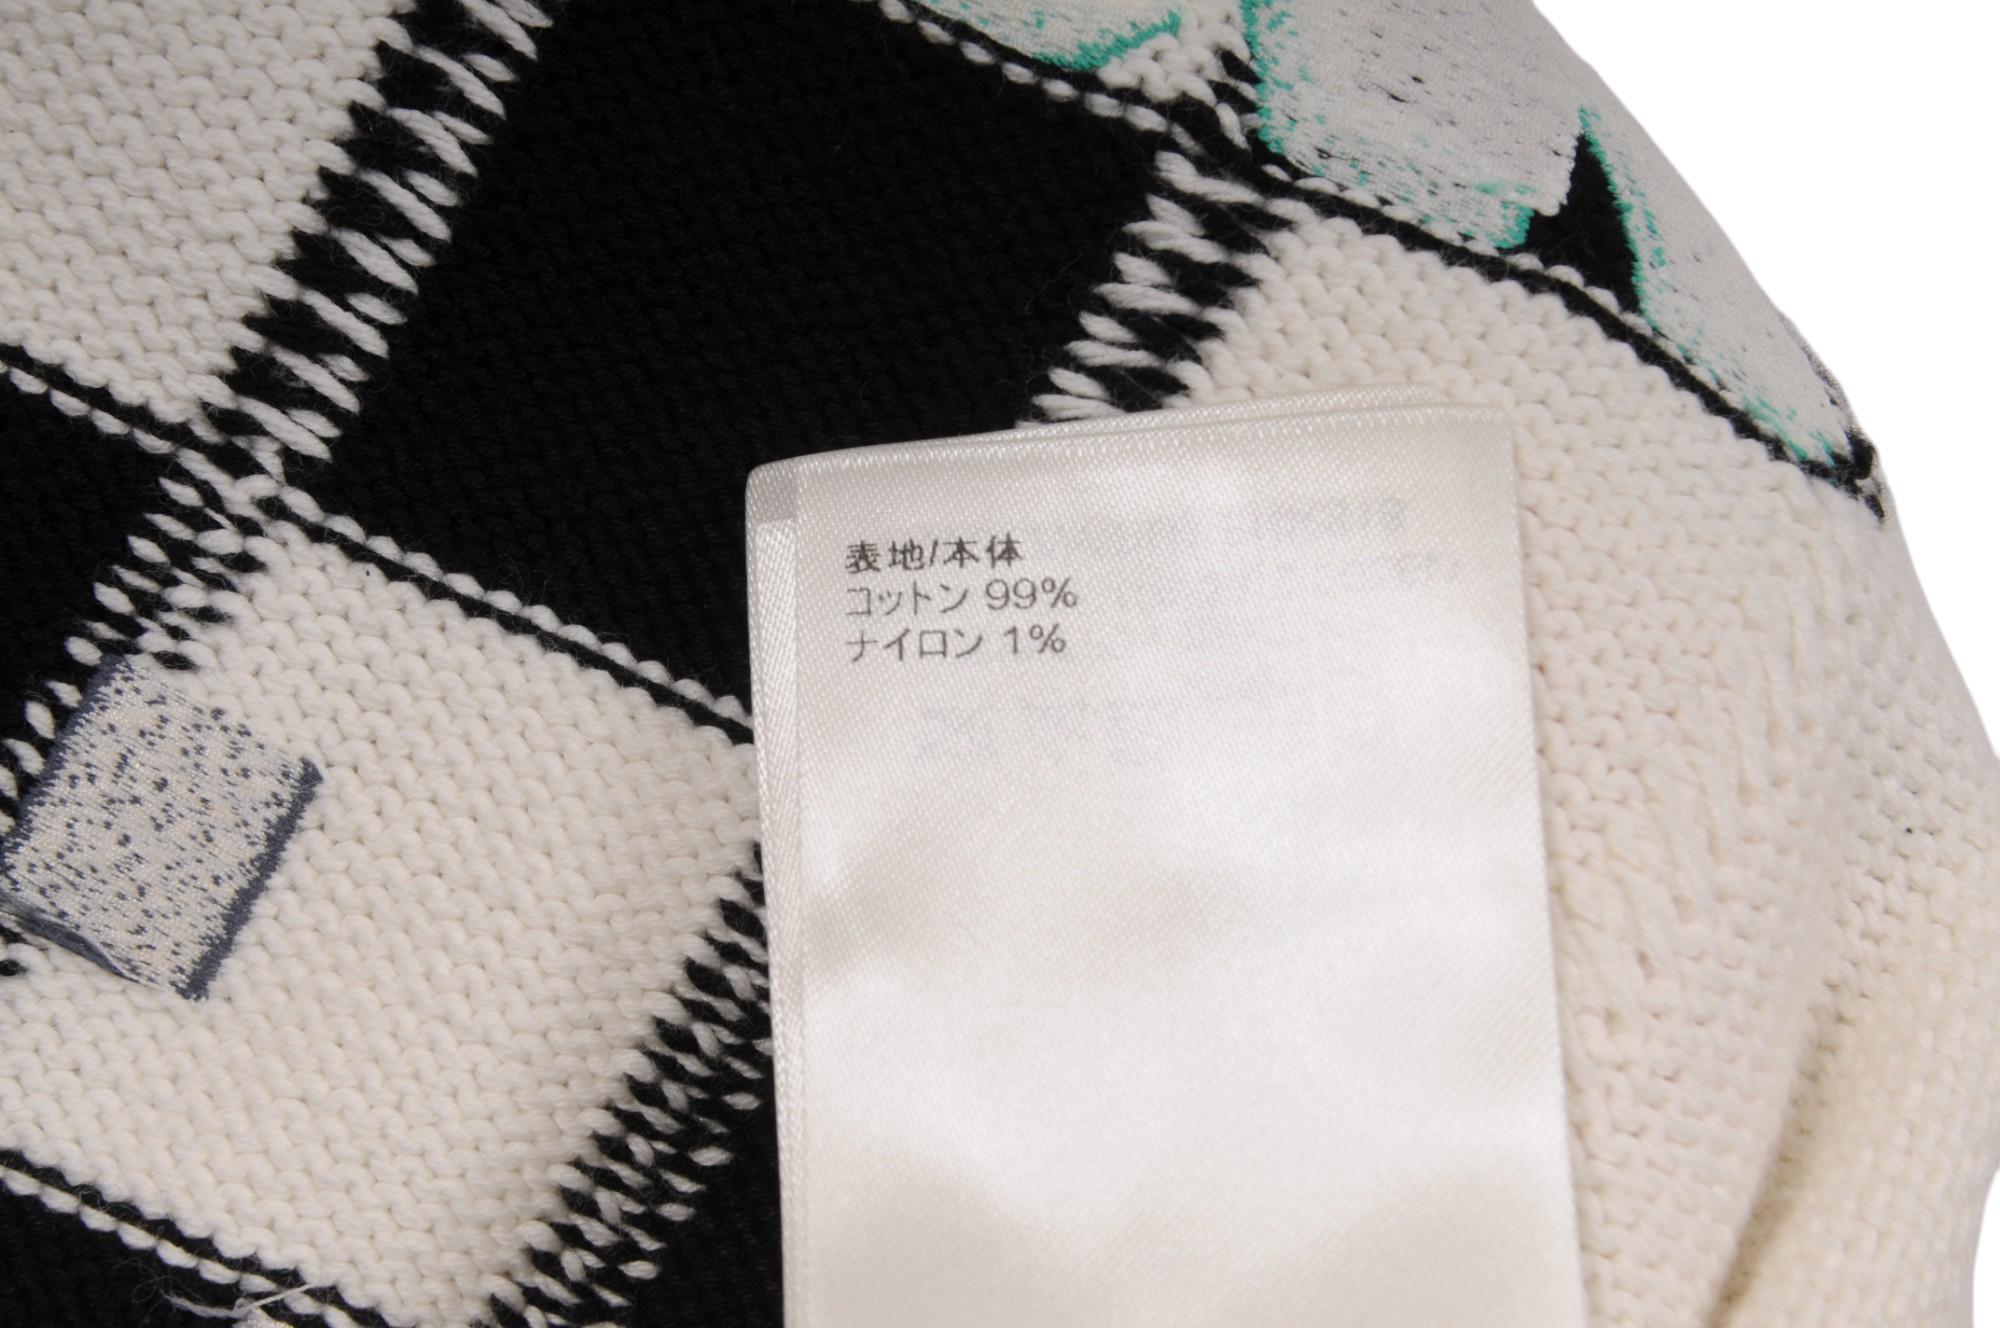 表地/本体
コットン 99%
ナイロン 1%